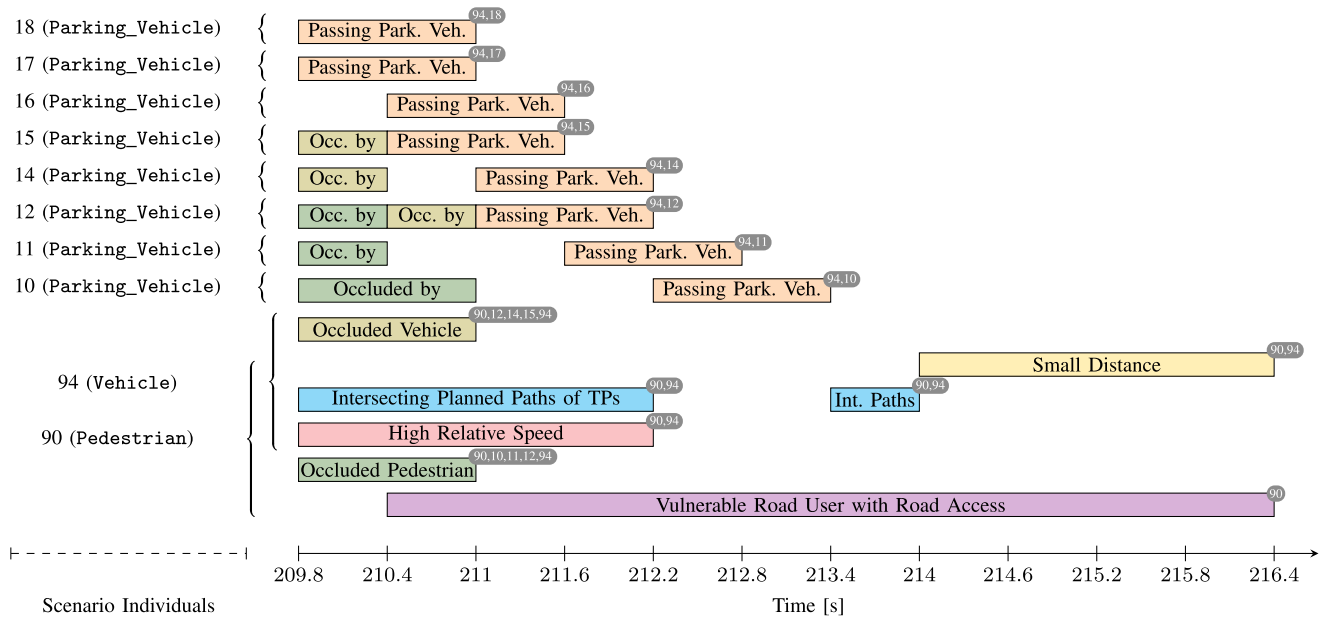 18 (Parking_Vehicle) { Passing Park. Veh. 94,18
17 (Parking_Vehicle) { Passing Park. Veh. 94,17
16 (Parking_Vehicle) { Passing Park. Veh. 94,16
15 (Parking_Vehicle) { Occ. by Passing Park. Veh. 94,15
14 (Parking_Vehicle) { Occ. by Passing Park. Veh. 94,14
12 (Parking_Vehicle) { Occ. by Occ. by Passing Park. Veh. 94,12
11 (Parking_Vehicle) { Occ. by Passing Park. Veh. 94,11
10 (Parking_Vehicle) { Occluded by Passing Park. Veh. 94,10
Occluded Vehicle 90,12,14,15,94
Small Distance 90,94
94 (Vehicle)
Intersecting Planned Paths of TPs 90,94 Int. Paths 90,94
90 (Pedestrian) High Relative Speed 90,94
Occluded Pedestrian 90,10,11,12,94
Vulnerable Road User with Road Access 90
209.8 210.4 211 211.6 212.2 212.8 213.4 214 214.6 215.2 215.8 216.4
Scenario Individuals Time [s]